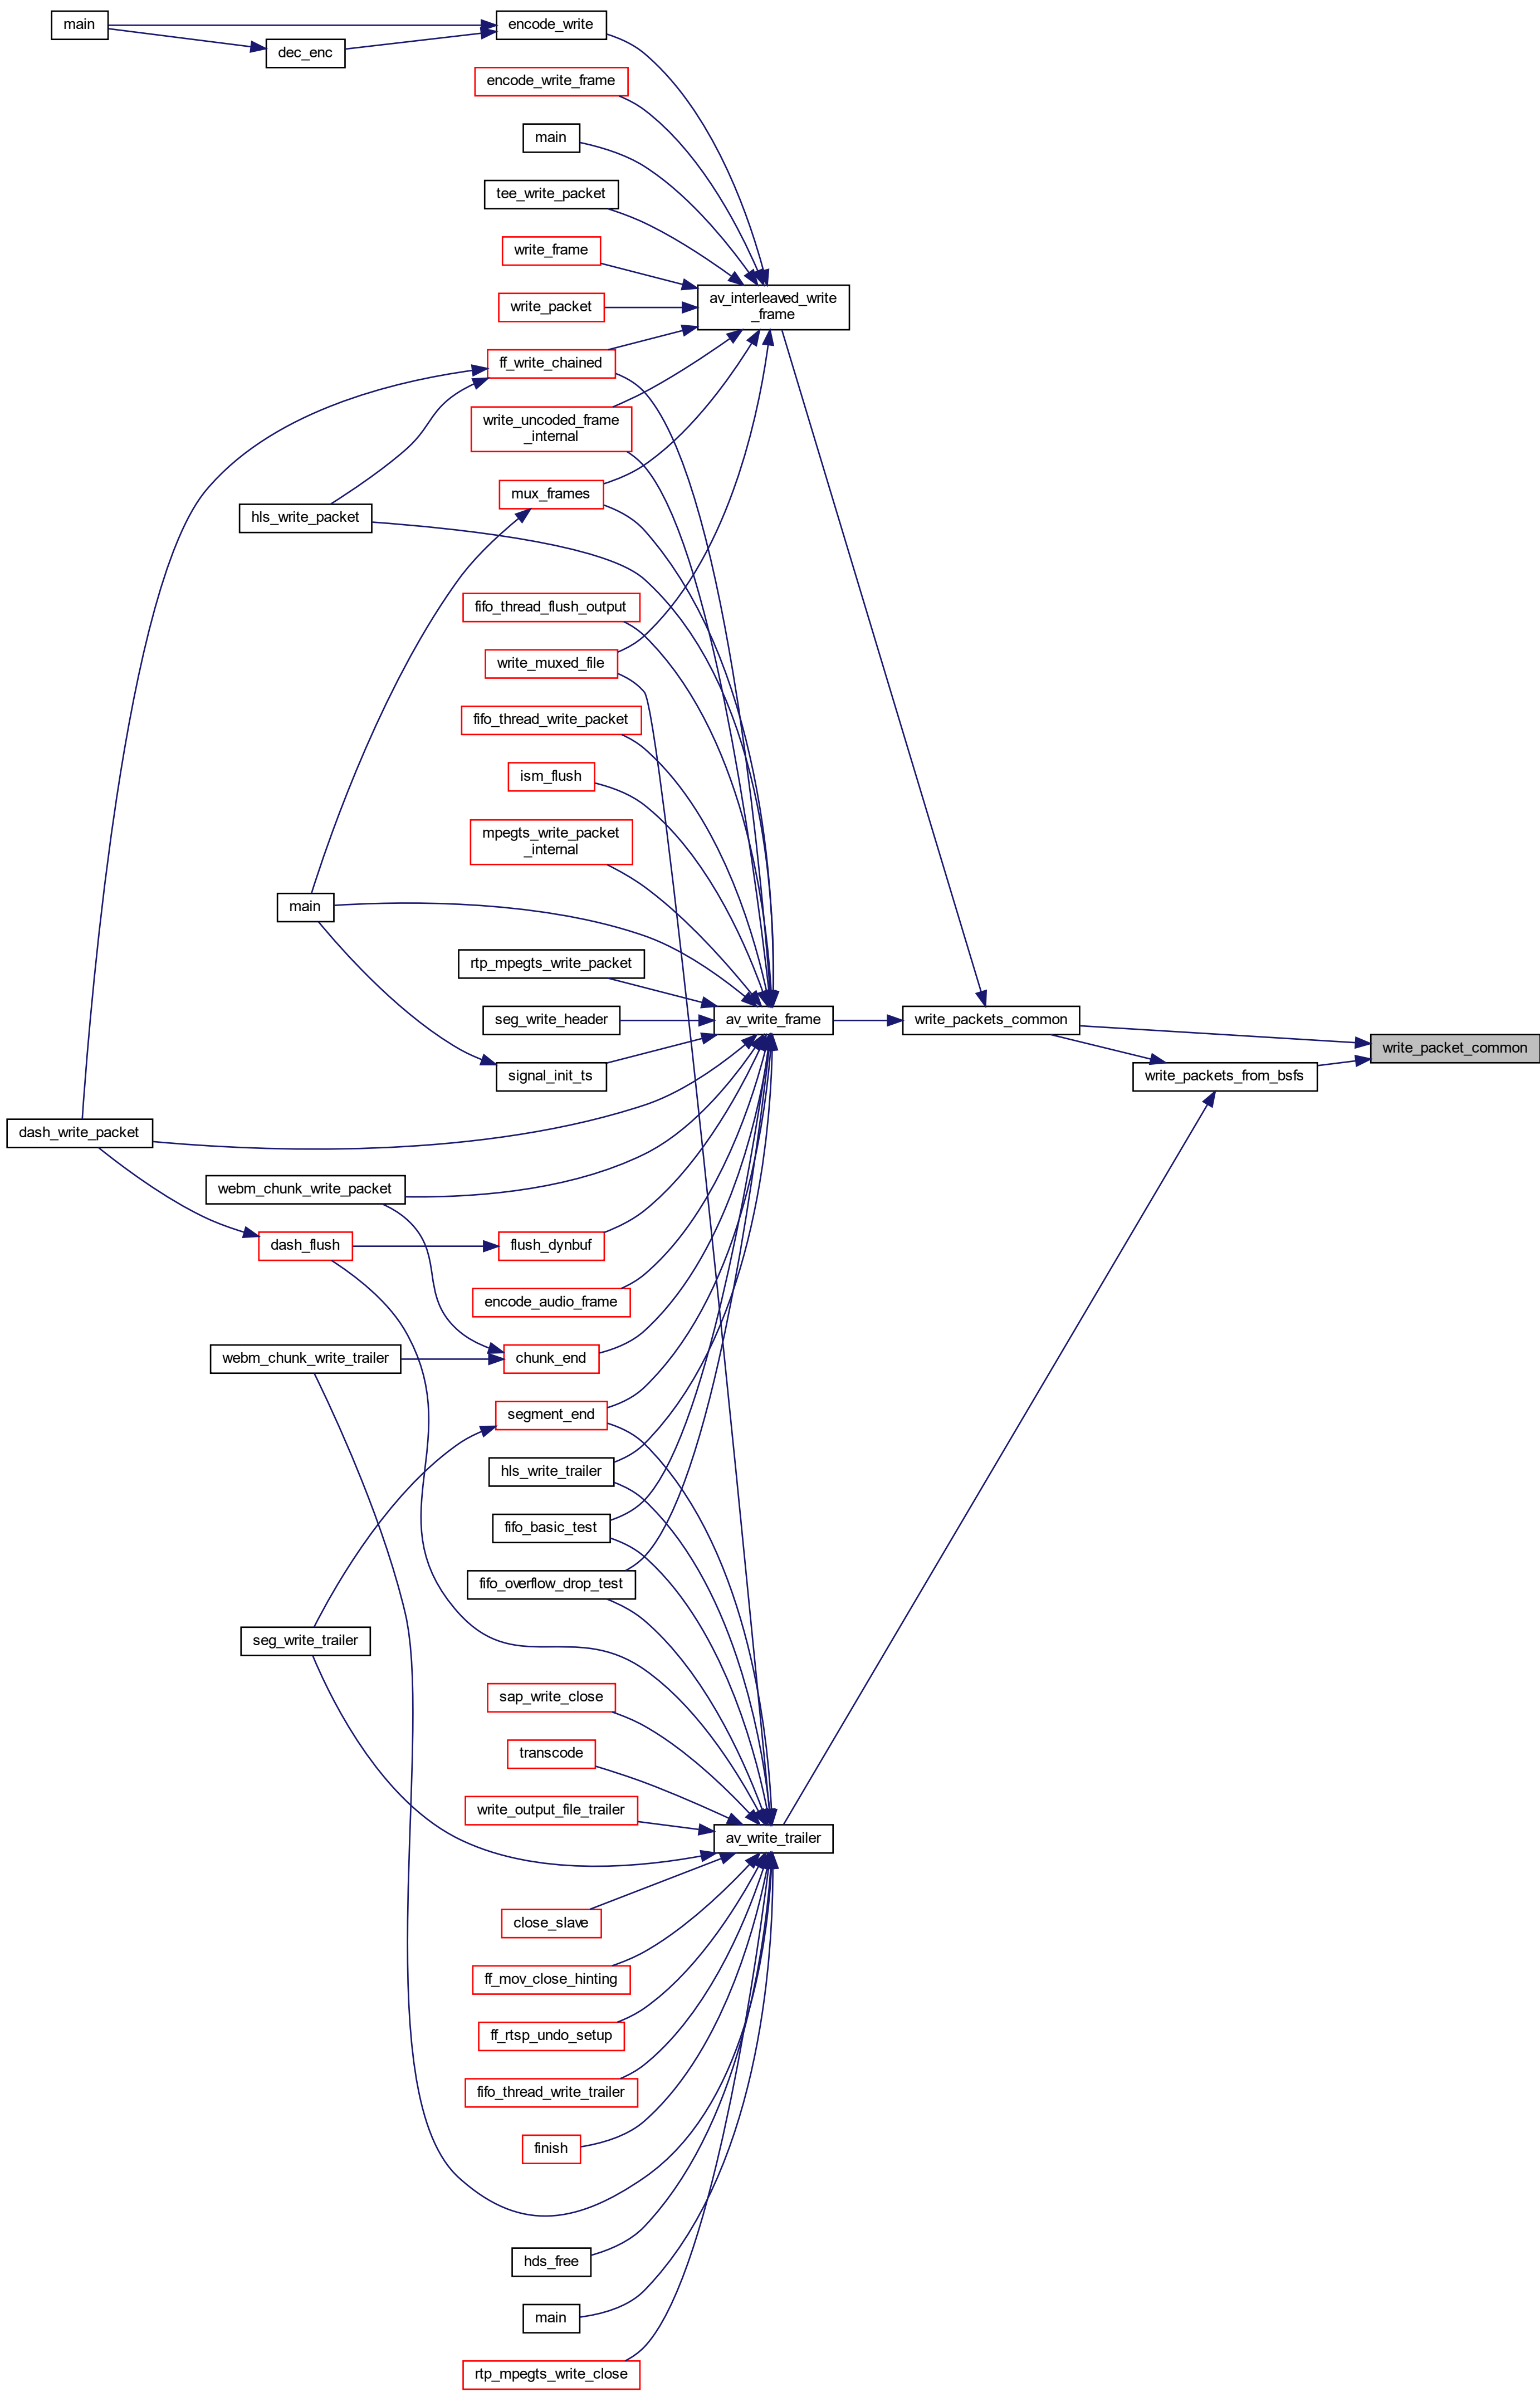 main
encode_write
dec_enc
encode_write_frame
main
tee_write_packet
write_frame
av_interleaved_write
_frame
write_packet
ff_write_chained
write_uncoded_frame
_internal
mux_frames
hls_write_packet
fifo_thread_flush_output
write_muxed_file
fifo_thread_write_packet
ism_flush
mpegts_write_packet
_internal
main
rtp_mpegts_write_packet
seg_write_header
av_write_frame
write_packets_common
write_packet_common
signal_init_ts
write_packets_from_bsfs
dash_write_packet
webm_chunk_write_packet
dash_flush
flush_dynbuf
encode_audio_frame
webm_chunk_write_trailer
chunk_end
segment_end
hls_write_trailer
fifo_basic_test
fifo_overflow_drop_test
seg_write_trailer
sap_write_close
transcode
write_output_file_trailer
av_write_trailer
close_slave
ff_mov_close_hinting
ff_rtsp_undo_setup
fifo_thread_write_trailer
finish
hds_free
main
rtp_mpegts_write_close